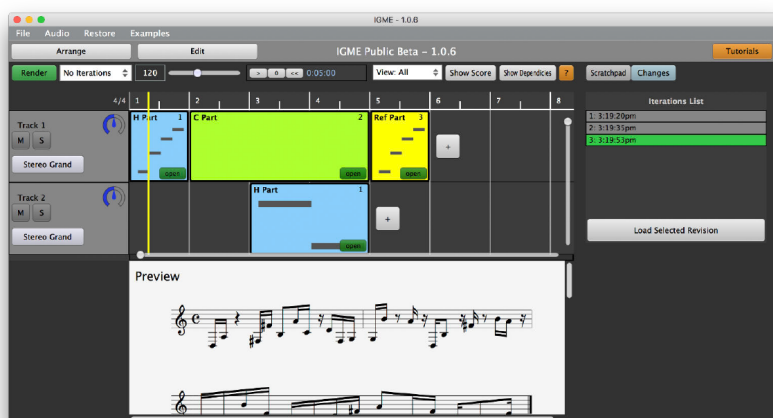 IGME - 1.0.6
File Audio Restore Examples
Arrange Edit IGME Public Beta - 1.0.6 Tutorials
Render No Iterations 120 > 0 << 0:05:00 View: All Show Score Show Dependicies ? Scratchpad Changes
4/4 1 2 3 4 5 6 7 8
Iterations List
H Part 1 C Part 2 Ref Part 3
1: 3:19:20pm
2: 3:19:35pm
3: 3:19:53pm
Track 1
M S
+
Stereo Grand
open open open
H Part 1
Track 2
M S
+
Load Selected Revision
Stereo Grand
open
Preview